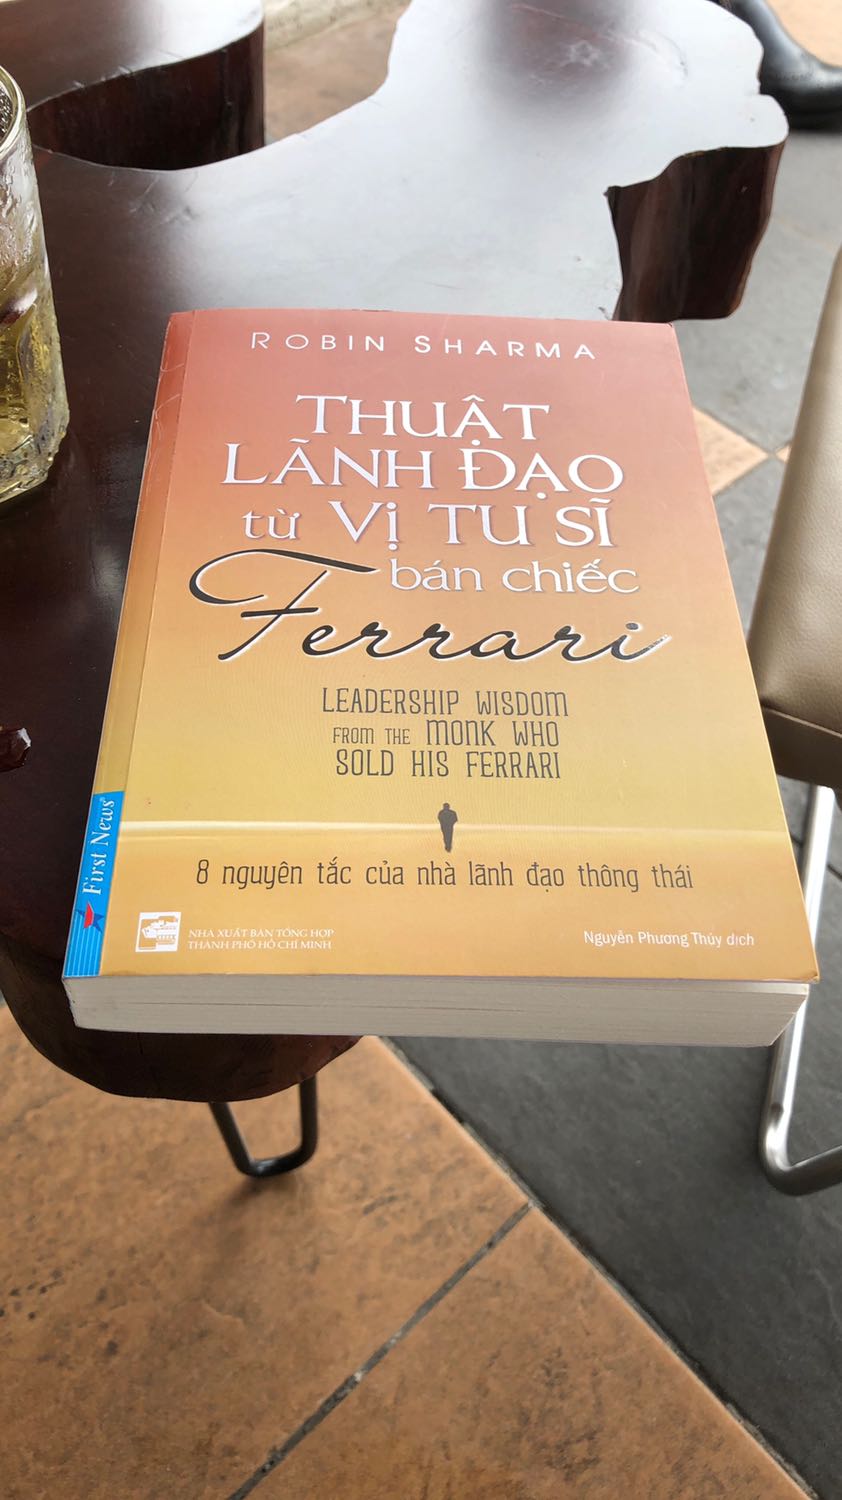 ROBIN SHARMA
THUẬT
LÃNH ĐẠO
từ VỊ TU SĨ
bán chiếc
Ferrari
LEADERSHIP WISDOM
FROM THE MONK WHO
SOLD HIS FERRARI
8 nguyên tắc của nhà lãnh đạo thông thái
First News®
NHÀ XUẤT BẢN TỔNG HỢP
THÀNH PHỐ HỒ CHÍ MINH
Nguyễn Phương Thúy dịch